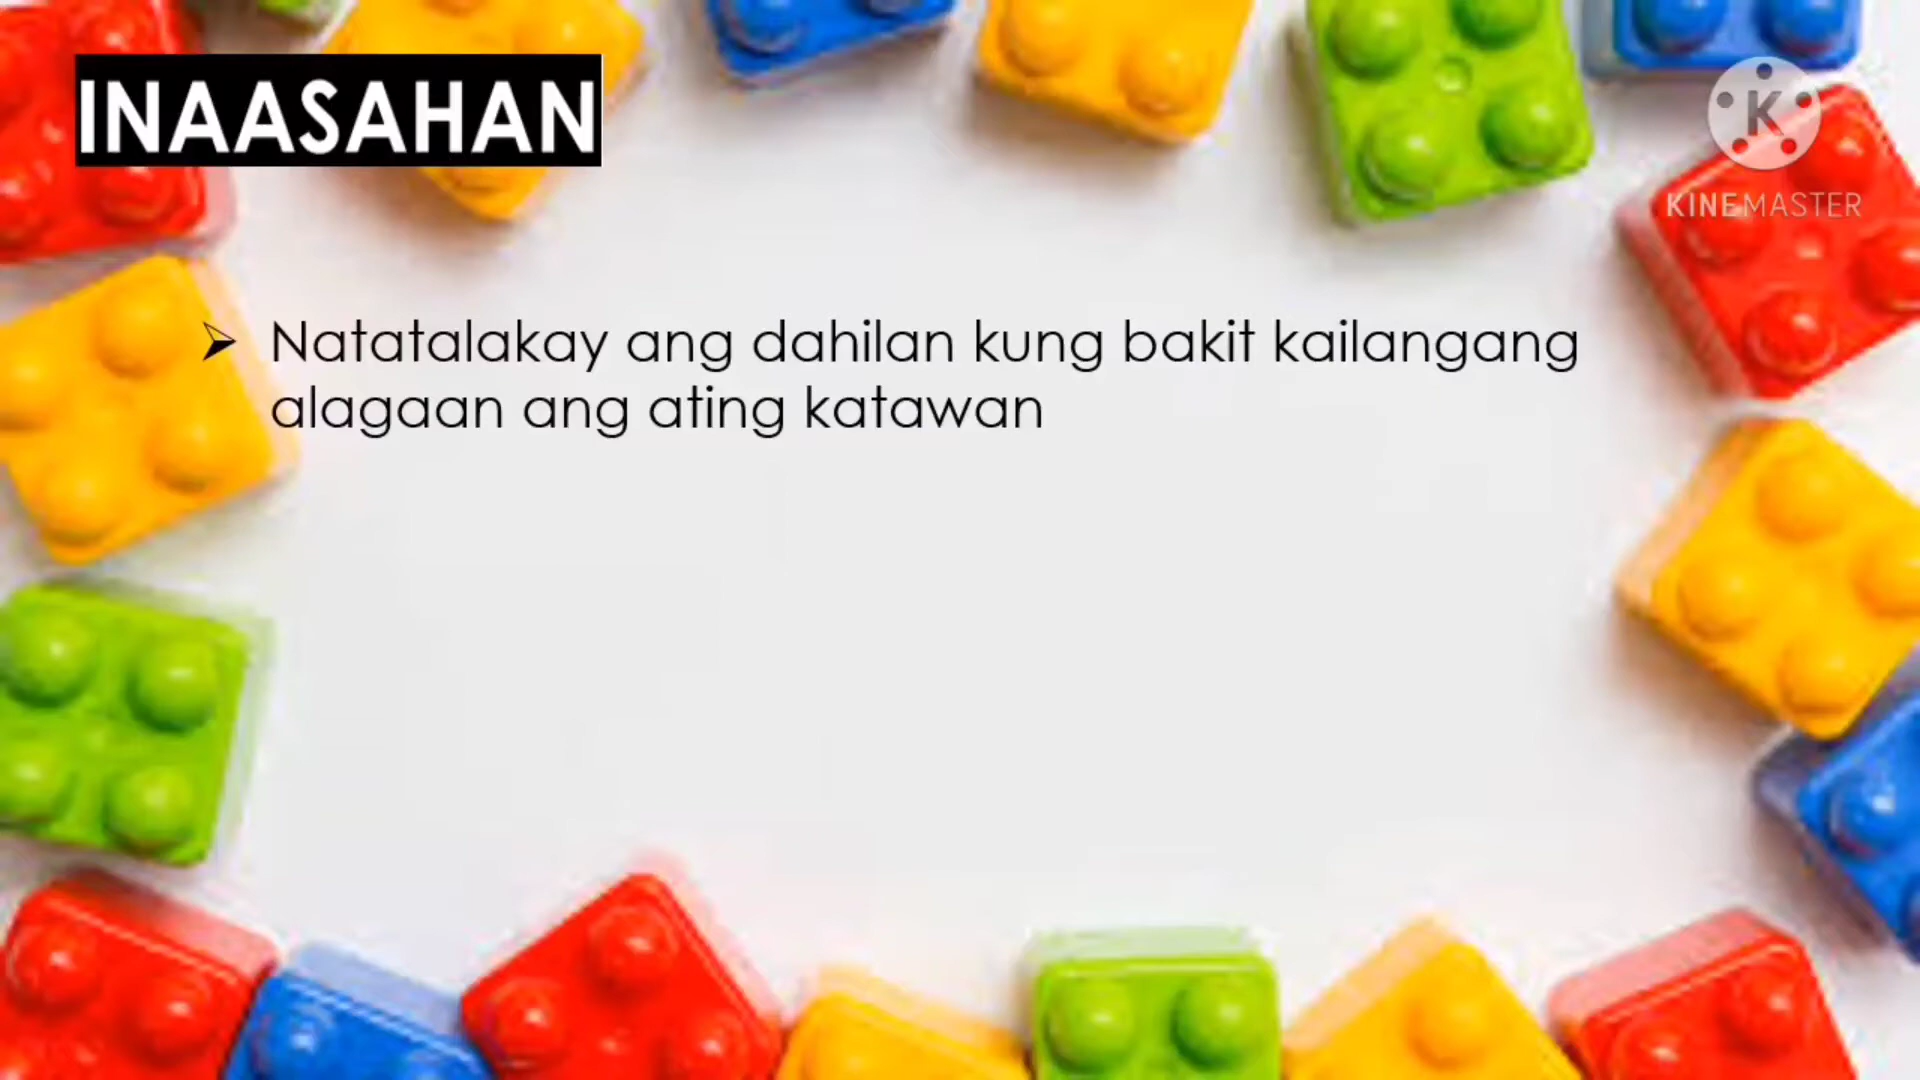 INAASAHAN
K
KINEMASTER
➢ Natatalakay ang dahilan kung bakit kailangang
alagaan ang ating katawan